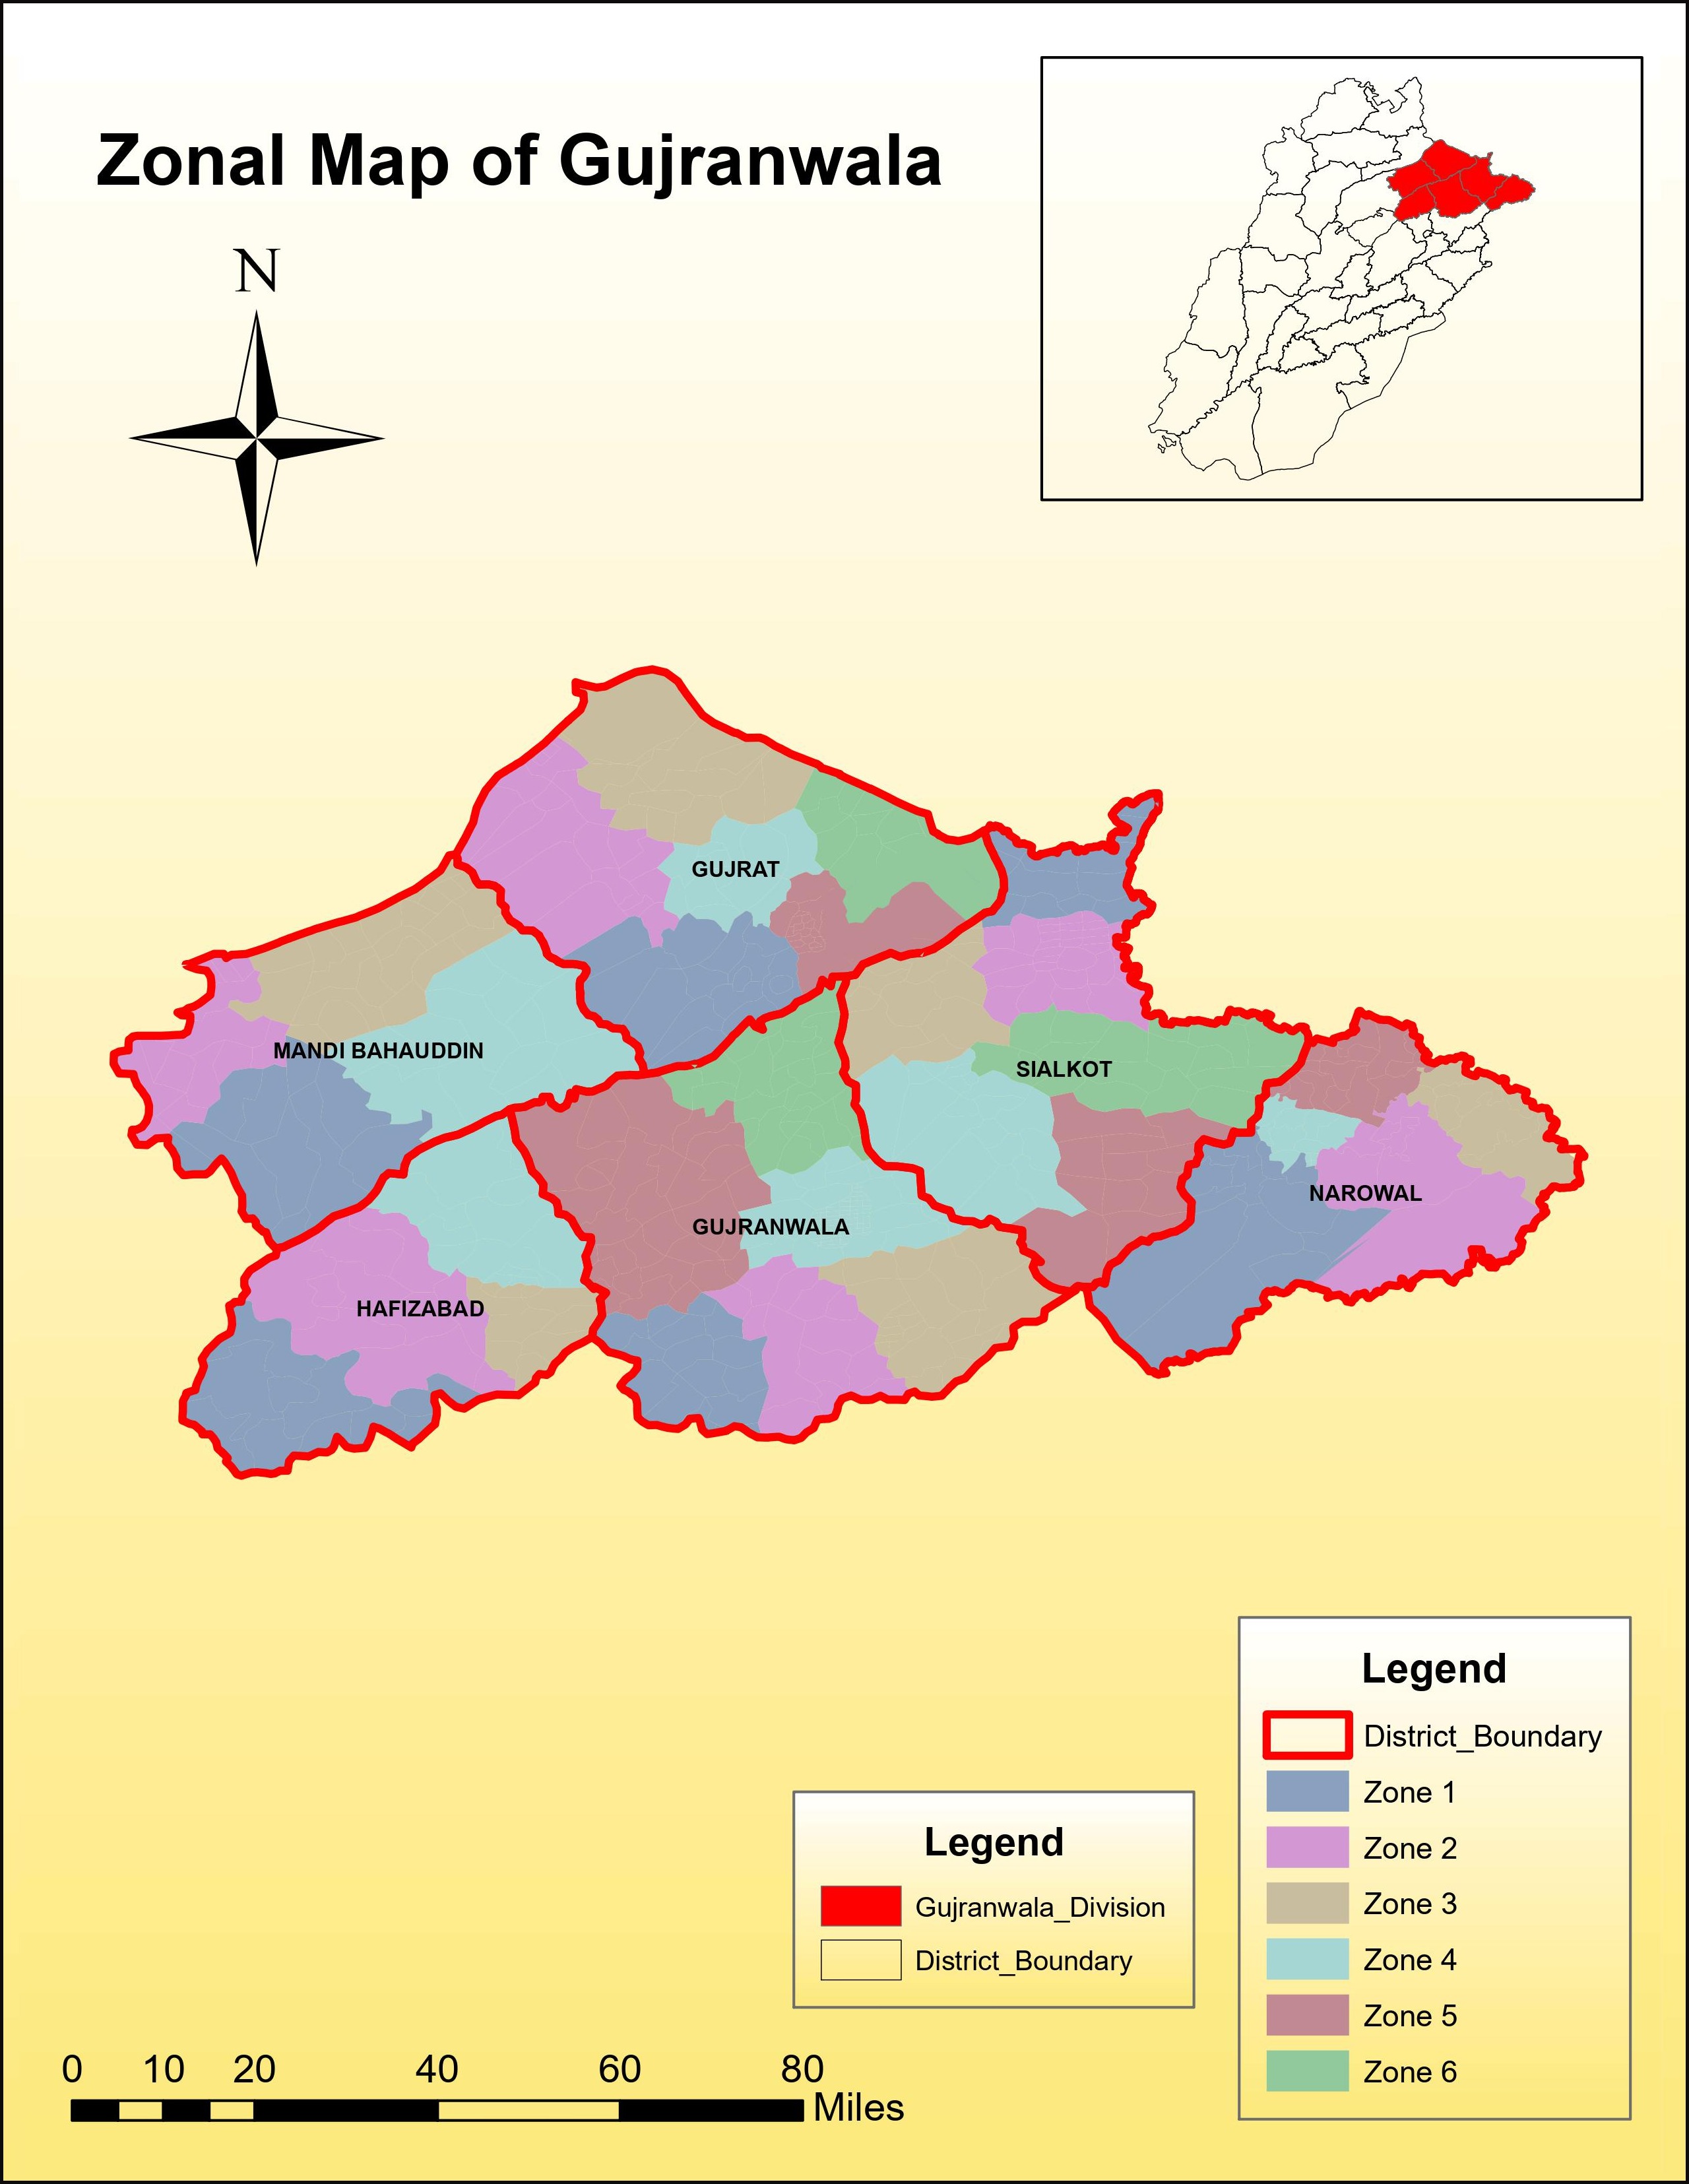 Zonal Map of Gujranwala
N
GUJRAT
MANDI BAHAUDDIN
SIALKOT
NAROWAL
GUJRANWALA
HAFIZABAD
Legend
District_Boundary
Zone 1
Zone 2
Zone 3
Zone 4
Zone 5
Zone 6
Legend
Gujranwala_Division
District_Boundary
0 10 20 40 60 80
Miles